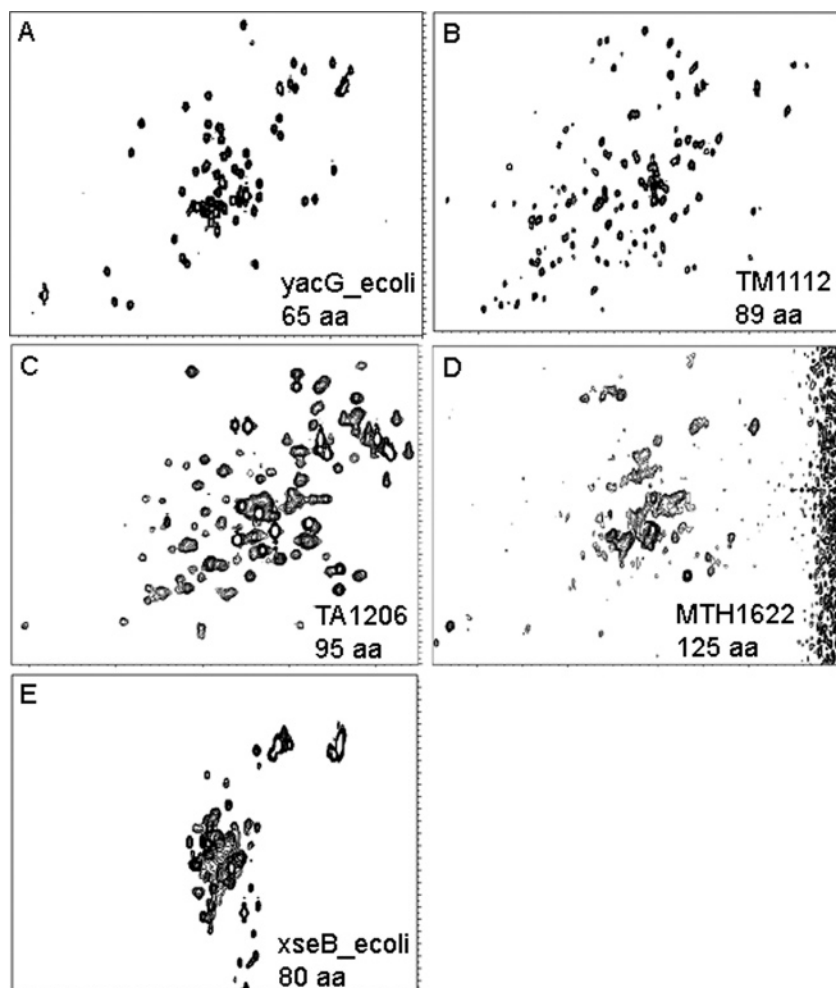 A
yacG_ecoli
65 aa
B
TM1112
89 aa
C
TA1206
95 aa
D
MTH1622
125 aa
E
xseB_ecoli
80 aa